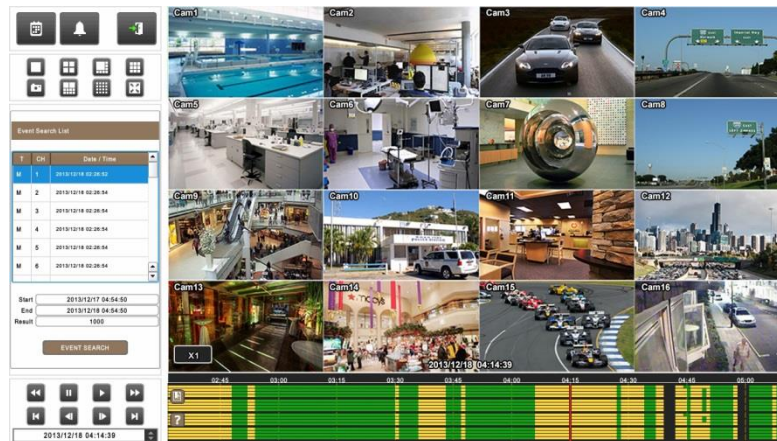 Cam1
Cam2
Cam3
Cam4
Cam5
Cam6
Cam7
Cam8
Cam9
Cam10
Cam11
Cam12
Cam13
Cam14
Cam15
Cam16
Event Search List
T CH Date / Time
M 1 2013/12/18 02:26:52
M 2 2013/12/18 02:26:54
M 3 2013/12/18 02:26:54
M 4 2013/12/18 02:26:54
M 5 2013/12/18 02:26:54
M 6 2013/12/18 02:26:54
Start 2013/12/17 04:54:50
End 2013/12/18 04:54:50
Result 1000
EVENT SEARCH
X1
macys
2013/12/18 04:14:39
02:45 03:00 03:15 03:30 03:45 04:00 04:15 04:30 04:45 05:00
?
2013/12/18 04:14:39